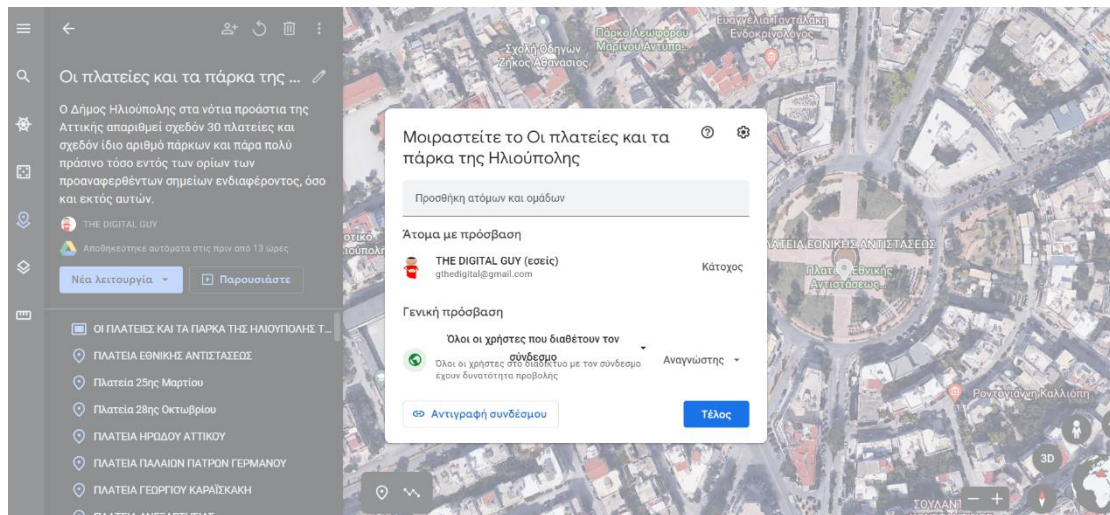 Οι πλατείες και τα πάρκα της ...
Ο Δήμος Ηλιούπολης στα νότια προάστια της
Αττικής απαριθμεί σχεδόν 30 πλατείες και
σχεδόν ίδιο αριθμό πάρκων και πάρα πολύ
πράσινο τόσο εντός των ορίων των
προαναφερθέντων σημείων ενδιαφέροντος, όσο
και εκτός αυτών.
THE DIGITAL GUY
Αποθηκεύτηκε αυτόματα στις πριν από 13 ώρες
Νέα λειτουργία
Παρουσιάστε
ΟΙ ΠΛΑΤΕΙΕΣ ΚΑΙ ΤΑ ΠΑΡΚΑ ΤΗΣ ΗΛΙΟΥΠΟΛΗΣ Τ...
ΠΛΑΤΕΙΑ ΕΘΝΙΚΗΣ ΑΝΤΙΣΤΑΣΕΩΣ
Πλατεία 25ης Μαρτίου
Πλατεία 28ης Οκτωβρίου
ΠΛΑΤΕΙΑ ΗΡΩΔΟΥ ΑΤΤΙΚΟΥ
ΠΛΑΤΕΙΑ ΠΑΛΑΙΩΝ ΠΑΤΡΩΝ ΓΕΡΜΑΝΟΥ
ΠΛΑΤΕΙΑ ΓΕΩΡΓΙΟΥ ΚΑΡΑΪΣΚΑΚΗ
ΠΛΑΤΕΙΑ ΑΝΕΞΑΡΤΗΣΙΑΣ
Μοιραστείτε το Οι πλατείες και τα
πάρκα της Ηλιούπολης
Προσθήκη ατόμων και ομάδων
Άτομα με πρόσβαση
THE DIGITAL GUY (εσείς)
gthedigital@gmail.com
Κάτοχος
Γενική πρόσβαση
Όλοι οι χρήστες που διαθέτουν τον
σύνδεσμο
Όλοι οι χρήστες στο διαδίκτυο με τον σύνδεσμο
έχουν δυνατότητα προβολής
Αναγνώστης
Αντιγραφή συνδέσμου
Τέλος
Σχολή Οδηγών
Ζήκος Αθανάσιος
Πάρκο Λεωφόρου
Μαρίνου Αντύπα...
Ευαγγελία Τανταλάκη
Ενδοκρινολόγος
ΠΛΑΤΕΙΑ ΕΘΝΙΚΗΣ ΑΝΤΙΣΤΑΣΕΩΣ
Πλατεία Εθνικής
Αντιστάσεως
Ροντογιάννη Καλλιόπη
3D